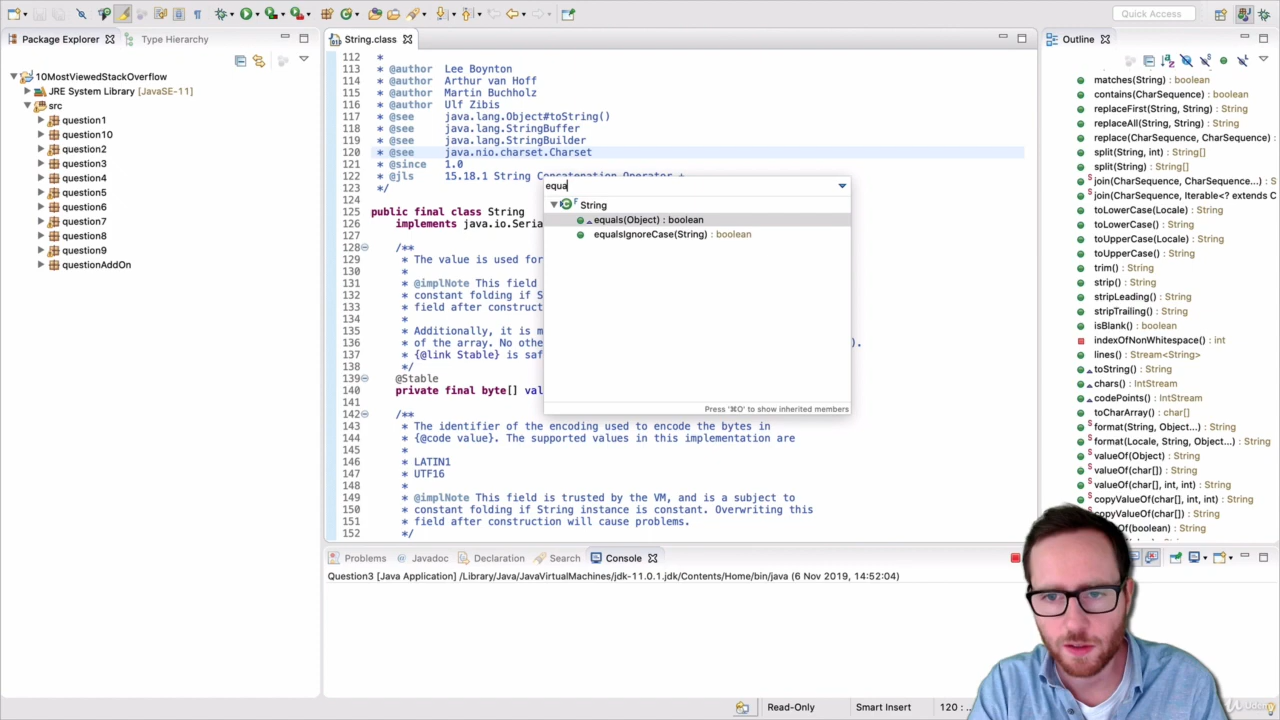 Quick Access
Package Explorer
Type Hierarchy
10MostViewedStackOverflow
JRE System Library [JavaSE-11]
src
question1
question10
question2
question3
question4
question5
question6
question7
question8
question9
questionAddOn
String.class
112 *
113 * @author Lee Boynton
114 * @author Arthur van Hoff
115 * @author Martin Buchholz
116 * @author Ulf Zibis
117 * @see java.lang.Object#toString()
118 * @see java.lang.StringBuffer
119 * @see java.lang.StringBuilder
120 * @see java.nio.charset.Charset
121 * @since 1.0
122 * @jls 15.18.1 String Concatenation Operator +
123 */
124
125 public final class String
126 implements java.io.Seria
127
128 /**
129 * The value is used for
130 *
131 * @implNote This field
132 * constant folding if S
133 * field after construct
134 *
135 * Additionally, it is m
136 * of the array. No othe ).
137 * {@link Stable} is saf
138 */
139 @Stable
140 private final byte[] val
141
142 /**
143 * The identifier of the encoding used to encode the bytes in
144 * {@code value}. The supported values in this implementation are
145 *
146 * LATIN1
147 * UTF16
148 *
149 * @implNote This field is trusted by the VM, and is a subject to
150 * constant folding if String instance is constant. Overwriting this
151 * field after construction will cause problems.
152 */
equa
String
equals(Object) : boolean
equalsIgnoreCase(String) : boolean
Press '⌘O' to show inherited members
Outline
matches(String) : boolean
contains(CharSequence) : boolean
replaceFirst(String, String) : String
replaceAll(String, String) : String
replace(CharSequence, CharSequence) : String
split(String, int) : String[]
split(String) : String[]
join(CharSequence, CharSequence...) : String
join(CharSequence, Iterable<? extends C
toLowerCase(Locale) : String
toLowerCase() : String
toUpperCase(Locale) : String
toUpperCase() : String
trim() : String
strip() : String
stripLeading() : String
stripTrailing() : String
isBlank() : boolean
indexOfNonWhitespace() : int
lines() : Stream<String>
toString() : String
chars() : IntStream
codePoints() : IntStream
toCharArray() : char[]
format(String, Object...) : String
format(Locale, String, Object...) : String
valueOf(Object) : String
valueOf(char[]) : String
valueOf(char[], int, int) : String
copyValueOf(char[], int, int) : String
copyValueOf(char[]) : String
Of(boolean) : String
Problems
Javadoc
Declaration
Search
Console
Question3 [Java Application] /Library/Java/JavaVirtualMachines/jdk-11.0.1.jdk/Contents/Home/bin/java (6 Nov 2019, 14:52:04)
Read-Only
Smart Insert
120 :
Udemy